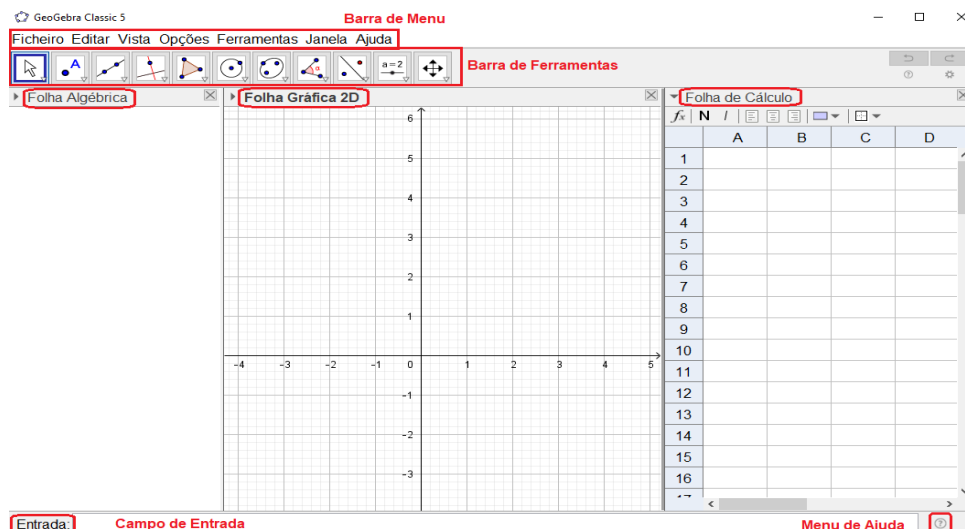 GeoGebra Classic 5
Barra de Menu
Ficheiro Editar Vista Opções Ferramentas Janela Ajuda
A
α
a=2
Barra de Ferramentas
Folha Algébrica
Folha Gráfica 2D
Folha de Cálculo
fx N I
A B C D
1
2
3
4
5
6
7
8
9
10
11
12
13
14
15
16
17
6
5
4
3
2
1
-4 -3 -2 -1 0 1 2 3 4 5
-1
-2
-3
Entrada:
Campo de Entrada
Menu de Ajuda